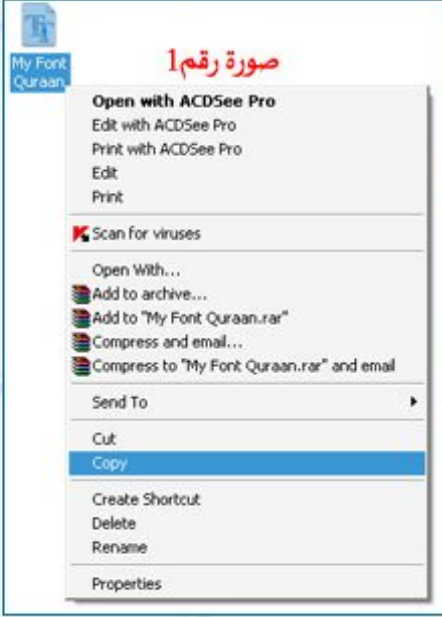 صورة رقم1
My Font
Quraan
Open with ACDSee Pro
Edit with ACDSee Pro
Print with ACDSee Pro
Edit
Print
Scan for viruses
Open With...
Add to archive...
Add to "My Font Quraan.rar"
Compress and email...
Compress to "My Font Quraan.rar" and email
Send To
Cut
Copy
Create Shortcut
Delete
Rename
Properties